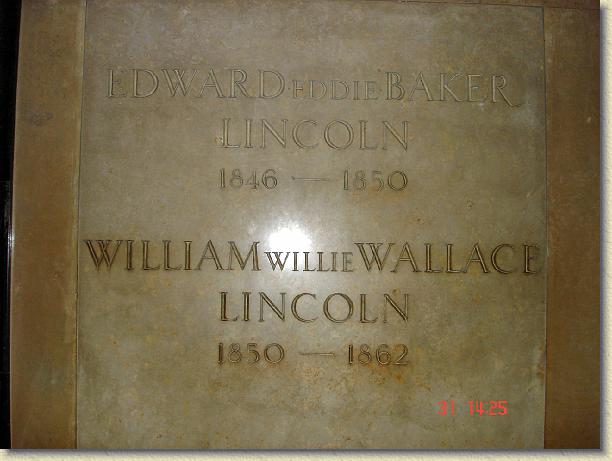 EDWARD·EDDIE·BAKER
LINCOLN
1846 — 1850
WILLIAM WILLIE WALLACE
LINCOLN
1850 — 1862
31 14:25